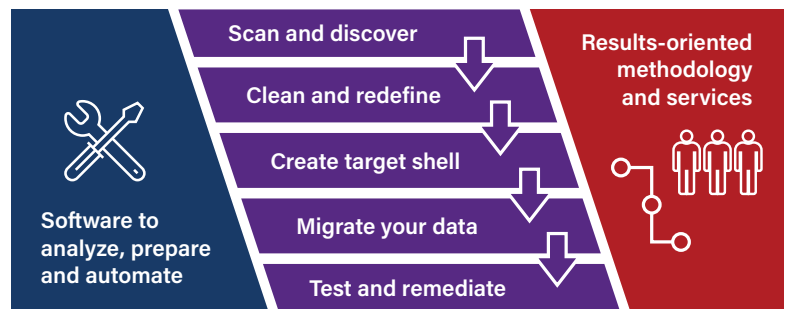 Software to
analyze, prepare
and automate
Scan and discover
Clean and redefine
Create target shell
Migrate your data
Test and remediate
Results-oriented
methodology
and services